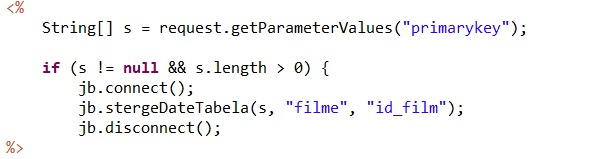 <%
String[] s = request.getParameterValues("primarykey");
if (s != null && s.length > 0) {
jb.connect();
jb.stergeDateTabela(s, "filme", "id_film");
jb.disconnect();
%>